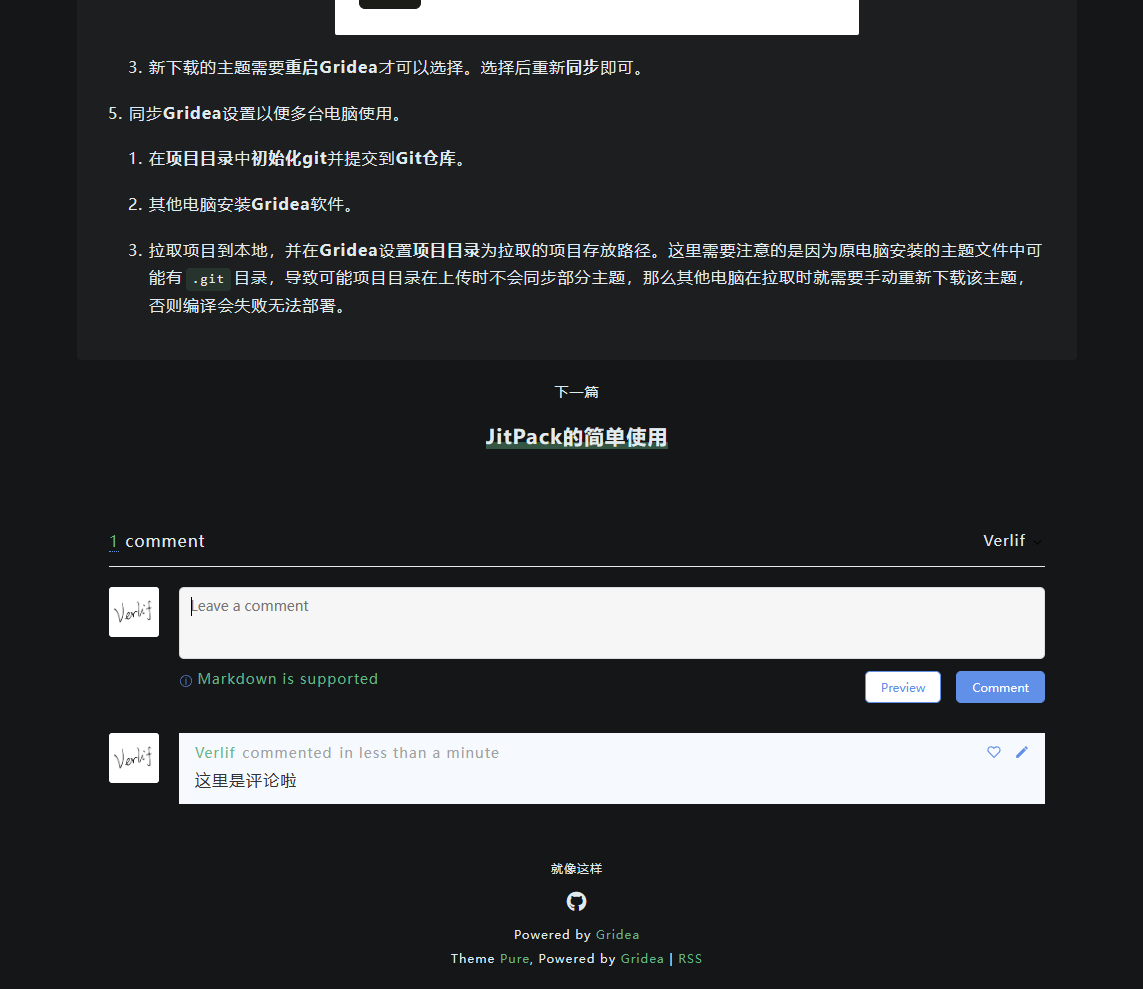 3. 新下载的主题需要重启Gridea才可以选择。选择后重新同步即可。
5. 同步Gridea设置以便多台电脑使用。
1. 在项目目录中初始化git并提交到Git仓库。
2. 其他电脑安装Gridea软件。
3. 拉取项目到本地，并在Gridea设置项目目录为拉取的项目存放路径。这里需要注意的是因为原电脑安装的主题文件中可
能有 .git 目录，导致可能项目目录在上传时不会同步部分主题，那么其他电脑在拉取时就需要手动重新下载该主题，
否则编译会失败无法部署。
下一篇
JitPack的简单使用
1 comment
Verlif
Verlif
Leave a comment
Markdown is supported
Preview
Comment
Verlif
Verlif commented in less than a minute
这里是评论啦
就像这样
Powered by Gridea
Theme Pure, Powered by Gridea | RSS